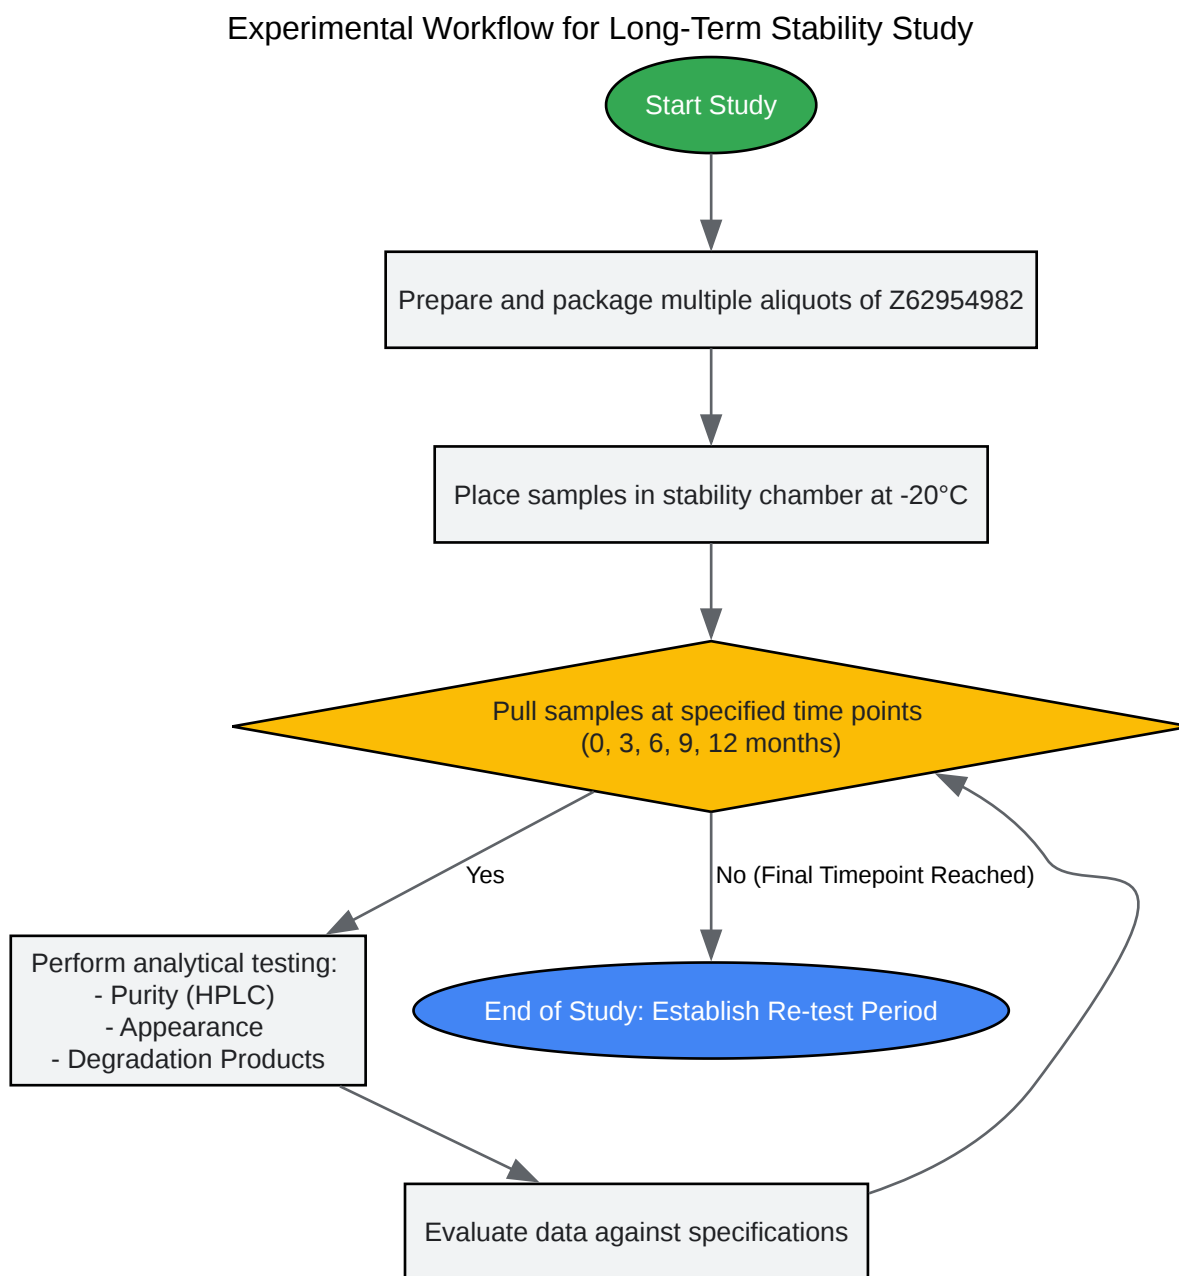 Experimental Workflow for Long-Term Stability Study
Start Study
Prepare and package multiple aliquots of Z62954982
Place samples in stability chamber at -20°C
Pull samples at specified time points
(0, 3, 6, 9, 12 months)
Yes
No (Final Timepoint Reached)
Perform analytical testing:
- Purity (HPLC)
- Appearance
- Degradation Products
End of Study: Establish Re-test Period
Evaluate data against specifications